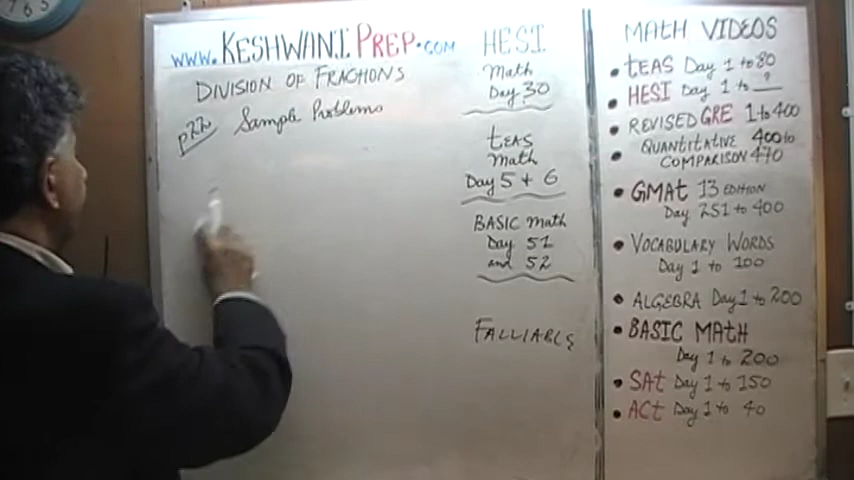 www.KESHWANI PREP.COM
DIVISION OF FRACTIONS
p22 Sample Problems
HESI
Math
Day 30
tEAS
Math
Day 5 + 6
BASIC Math
Day 51
and 52
FALLIABLE
MATH VIDEOS
• tEAS Day 1 to 80
• HESI Day 1 to ?
• REVISED GRE 1 to 400
• QUANTITATIVE 400 to
COMPARISON 470
• GMAt 13 EDITION
Day 251 to 400
• VOCABULARY WORDS
Day 1 to 100
• ALGEBRA Day 1 to 200
• BASIC MATH
Day 1 to 200
• SAt Day 1 to 150
• ACt Day 1 to 40
7 6 5